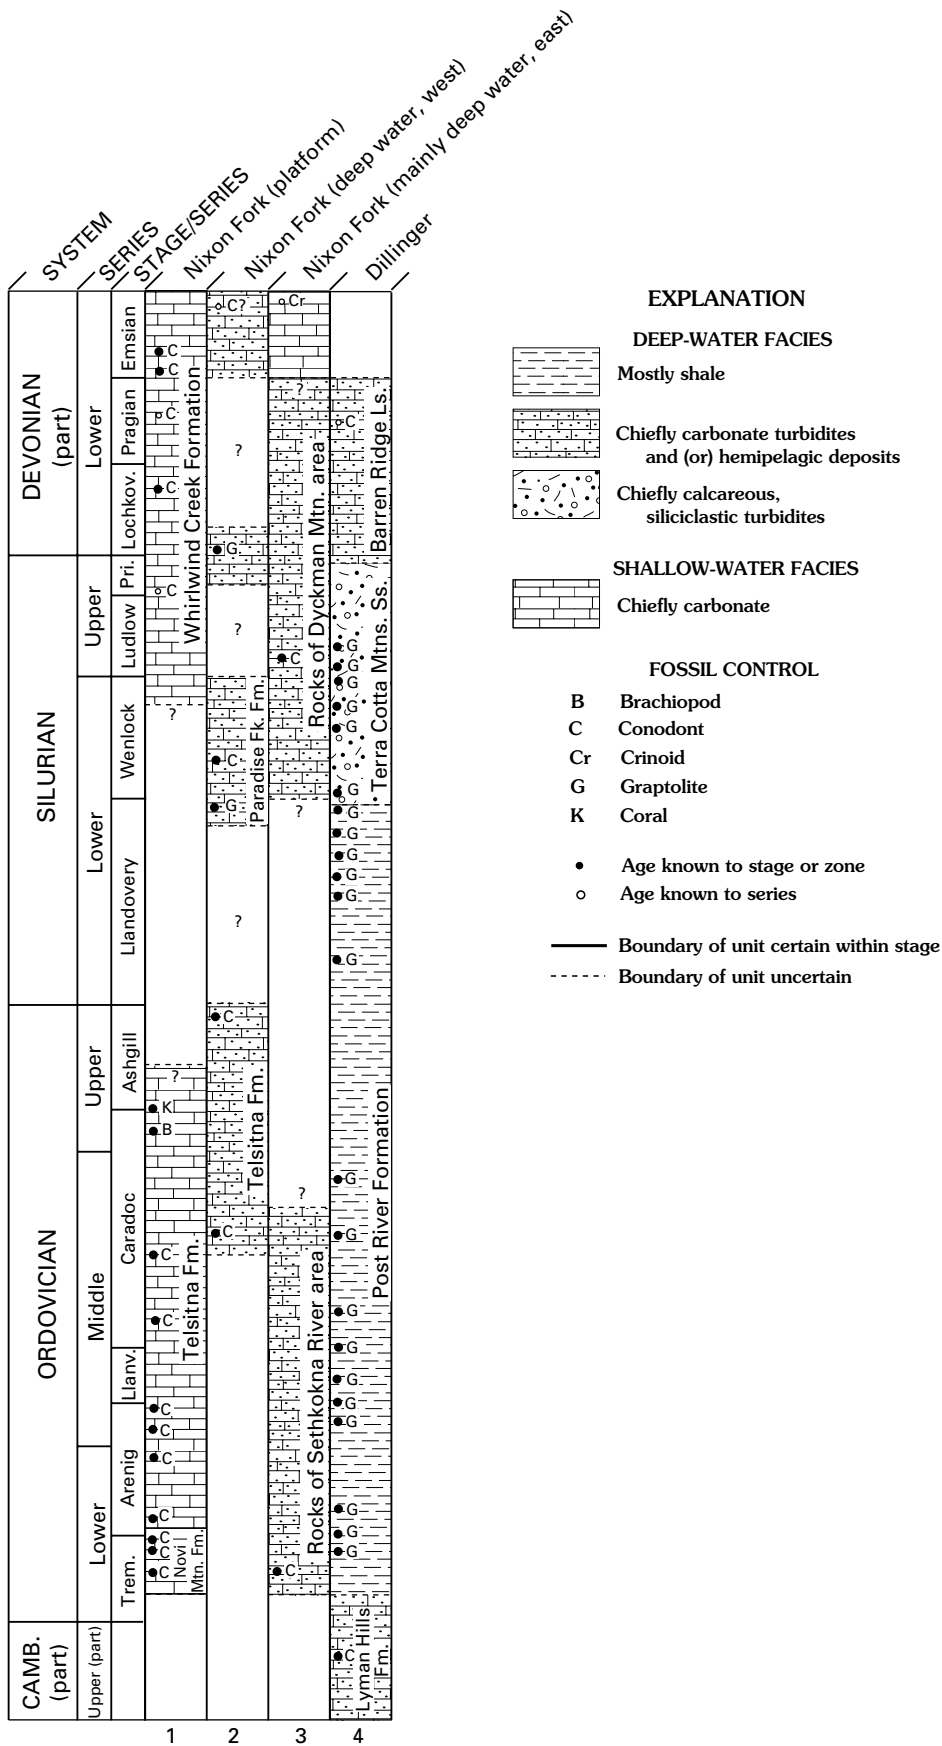 SYSTEM
SERIES
STAGE/SERIES
Nixon Fork (platform)
Nixon Fork (deep water, west)
Nixon Fork (mainly deep water, east)
Dillinger
DEVONIAN
(part)
SILURIAN
ORDOVICIAN
CAMB.
(part)
Lower
Upper
Lower
Upper
Middle
Lower
Upper (part)
Emsian
Pragian
Lochkov.
Pri.
Ludlow
Wenlock
Llandovery
Ashgill
Caradoc
Llanv.
Arenig
Trem.
C
C
C
C
C
Whirlwind Creek Formation
?
?
K
B
C
C
Telsitna Fm.
C
C
C
C
C
C
C
Novi
Mtn. Fm.
1
C?
?
G
?
C
G
Paradise Fk. Fm.
?
C
Telsitna Fm.
C
2
Cr
?
Rocks of Dyckman Mtn. area)
C
?
?
Rocks of Sethkokna River area)
C
3
C
Barren Ridge Ls.
G
G
G
G
G
G
Terra Cotta Mtns. Ss.
G
G
G
G
G
G
G
G
Post River Formation
G
G
G
G
G
G
G
G
C
Lyman Hills
Fm.
4
EXPLANATION
DEEP-WATER FACIES
Mostly shale
Chiefly carbonate turbidites
and (or) hemipelagic deposits
Chiefly calcareous,
siliciclastic turbidites
SHALLOW-WATER FACIES
Chiefly carbonate
FOSSIL CONTROL
B Brachiopod
C Conodont
Cr Crinoid
G Graptolite
K Coral
Age known to stage or zone
Age known to series
Boundary of unit certain within stage
Boundary of unit uncertain